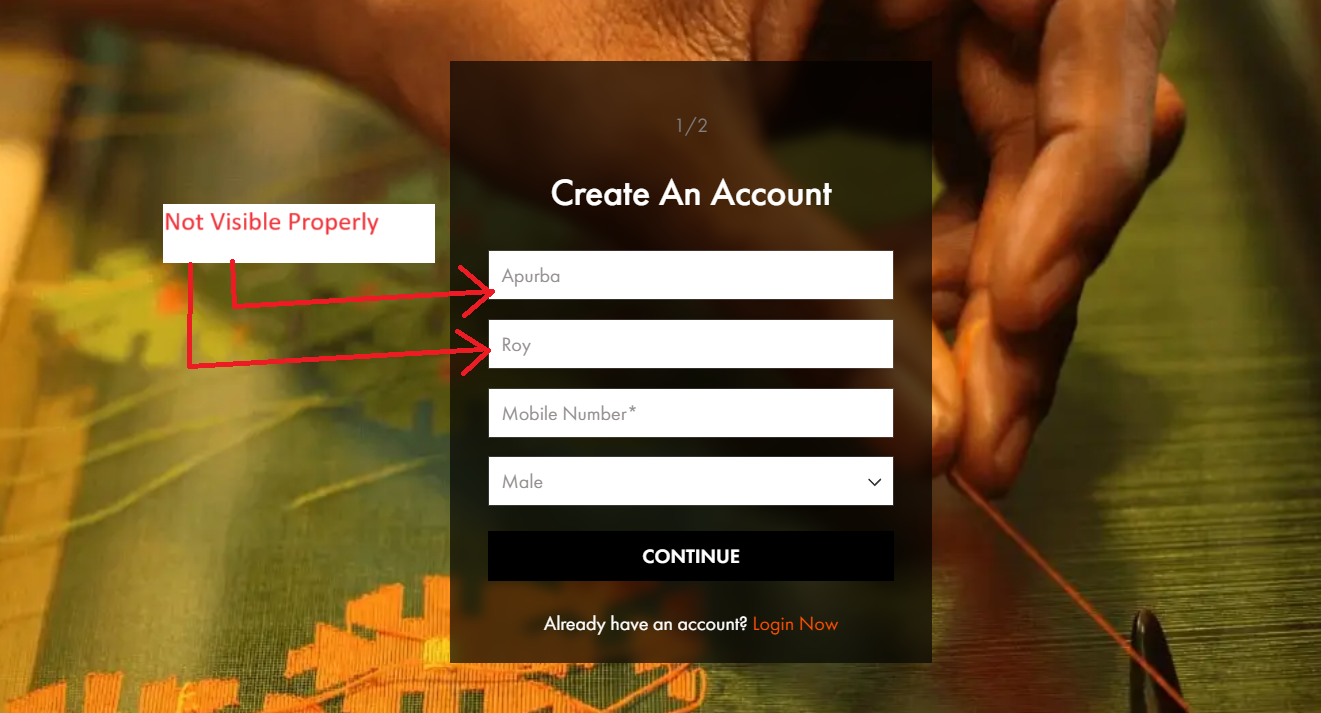 1/2
Create An Account
Not Visible Properly
Apurba
Roy
Mobile Number*
Male
CONTINUE
Already have an account? Login Now